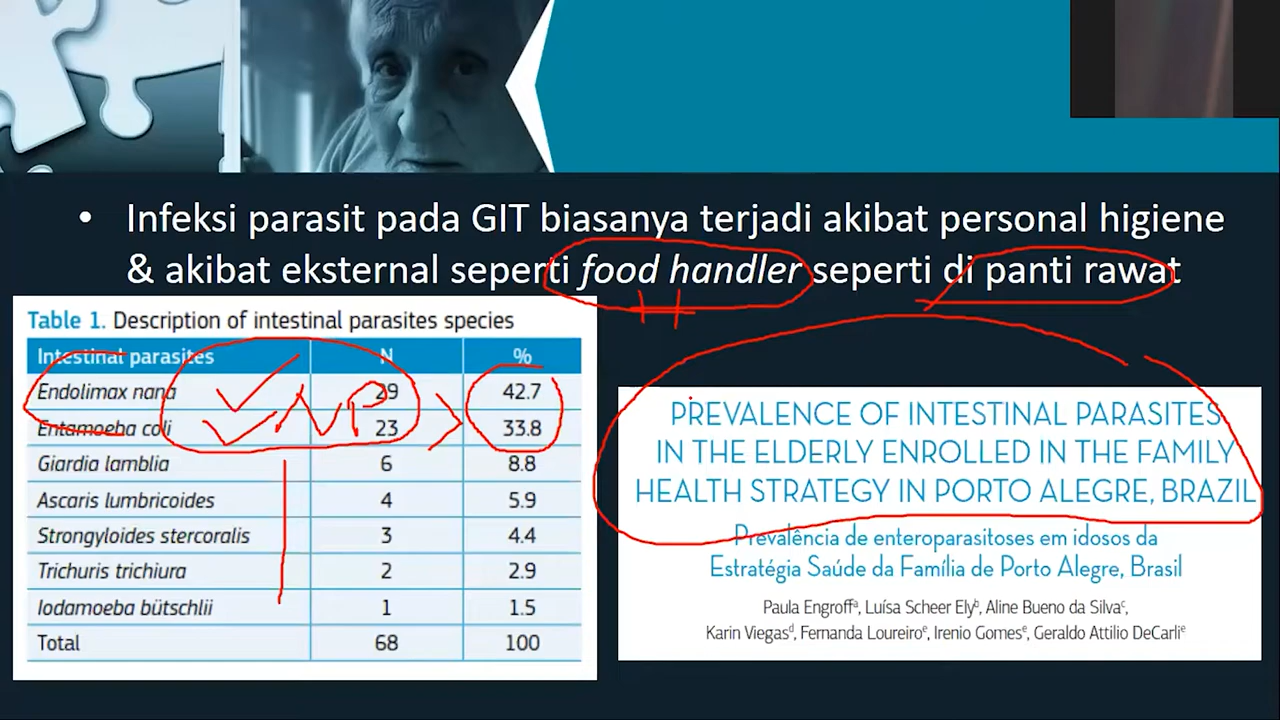 • Infeksi parasit pada GIT biasanya terjadi akibat personal higiene
& akibat eksternal seperti food handler seperti di panti rawat
Table 1. Description of intestinal parasites species
Intestinal parasites N %
Endolimax nana 29 42.7
Entamoeba coli 23 33.8
Giardia lamblia 6 8.8
Ascaris lumbricoides 4 5.9
Strongyloides stercoralis 3 4.4
Trichuris trichiura 2 2.9
Iodamoeba bütschlii 1 1.5
Total 68 100
NP
PREVALENCE OF INTESTINAL PARASITES
IN THE ELDERLY ENROLLED IN THE FAMILY
HEALTH STRATEGY IN PORTO ALEGRE, BRAZIL
Prevalência de enteroparasitoses em idosos da
Estratégia Saúde da Família de Porto Alegre, Brasil
Paula Engroffᵃ, Luísa Scheer Elyᵇ, Aline Bueno da Silvaᶜ,
Karin Viegasᵈ, Fernanda Loureiroᵉ, Irenio Gomesᵉ, Geraldo Attilio DeCarliᵉ